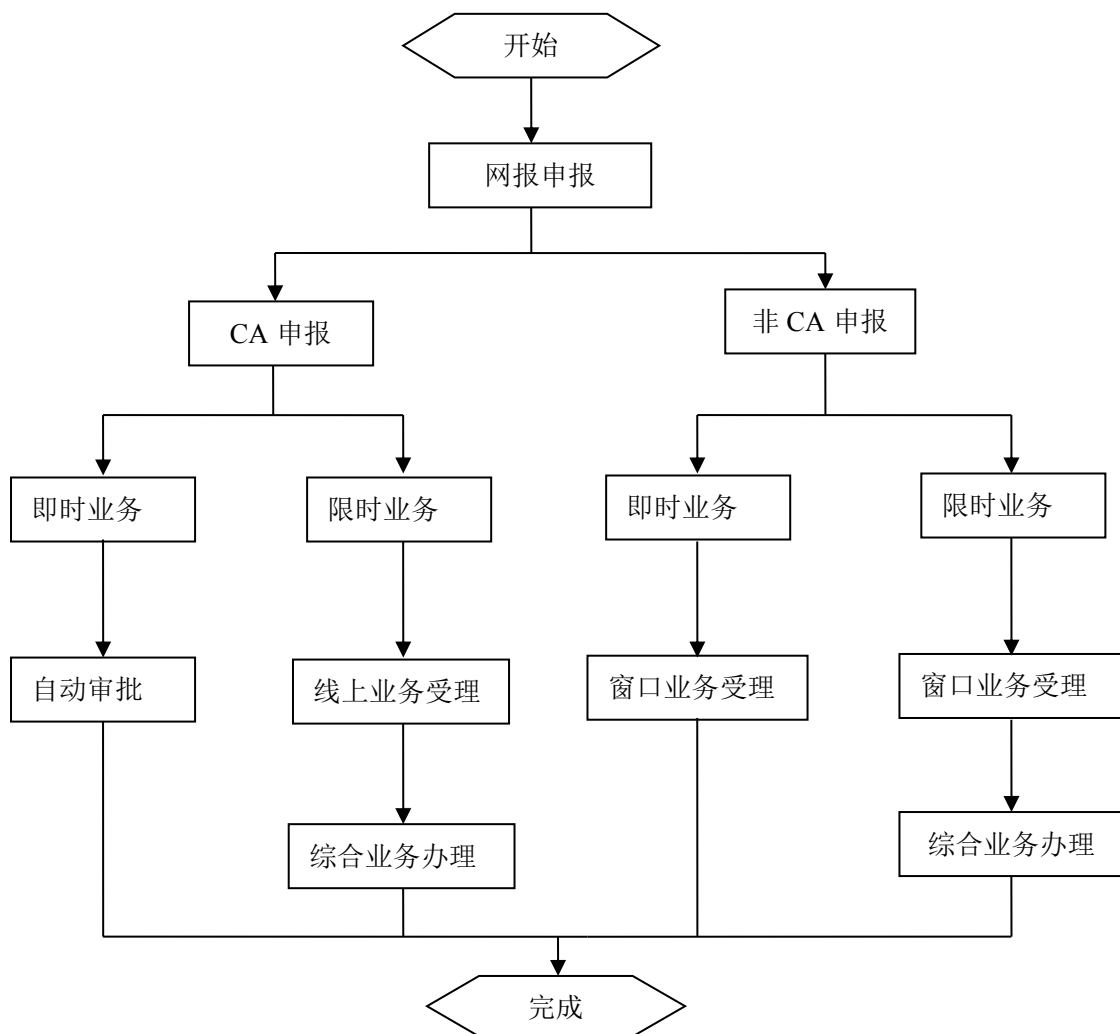 开始
网报申报
CA 申报
非 CA 申报
即时业务
限时业务
即时业务
限时业务
自动审批
线上业务受理
窗口业务受理
窗口业务受理
综合业务办理
综合业务办理
完成